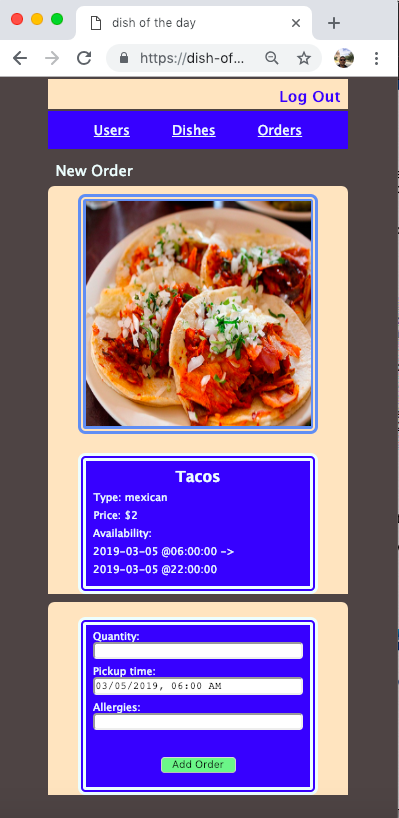 dish of the day
https://dish-of...
Log Out
Users Dishes Orders
New Order
Tacos
Type: mexican
Price: $2
Availability:
2019-03-05 @06:00:00 ->
2019-03-05 @22:00:00
Quantity:
Pickup time:
03/05/2019, 06:00 AM
Allergies:
Add Order